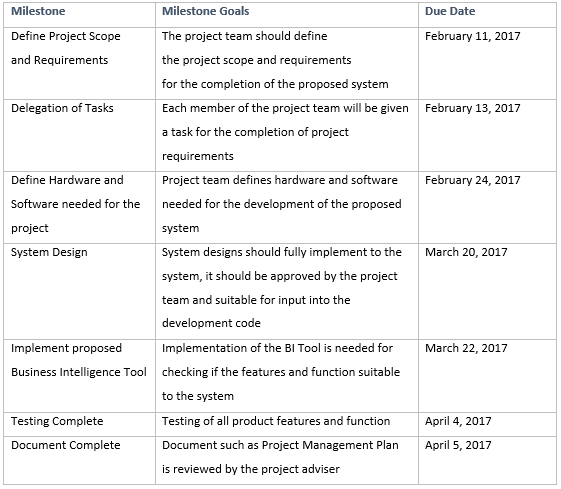 Milestone Milestone Goals Due Date
Define Project Scope The project team should define February 11, 2017
and Requirements the project scope and requirements
for the completion of the proposed system
Delegation of Tasks Each member of the project team will be given February 13, 2017
a task for the completion of project
requirements
Define Hardware and Project team defines hardware and software February 24, 2017
Software needed for the needed for the development of the proposed
project system
System Design System designs should fully implement to the March 20, 2017
system, it should be approved by the project
team and suitable for input into the
development code
Implement proposed Implementation of the BI Tool is needed for March 22, 2017
Business Intelligence Tool checking if the features and function suitable
to the system
Testing Complete Testing of all product features and function April 4, 2017
Document Complete Document such as Project Management Plan April 5, 2017
is reviewed by the project adviser